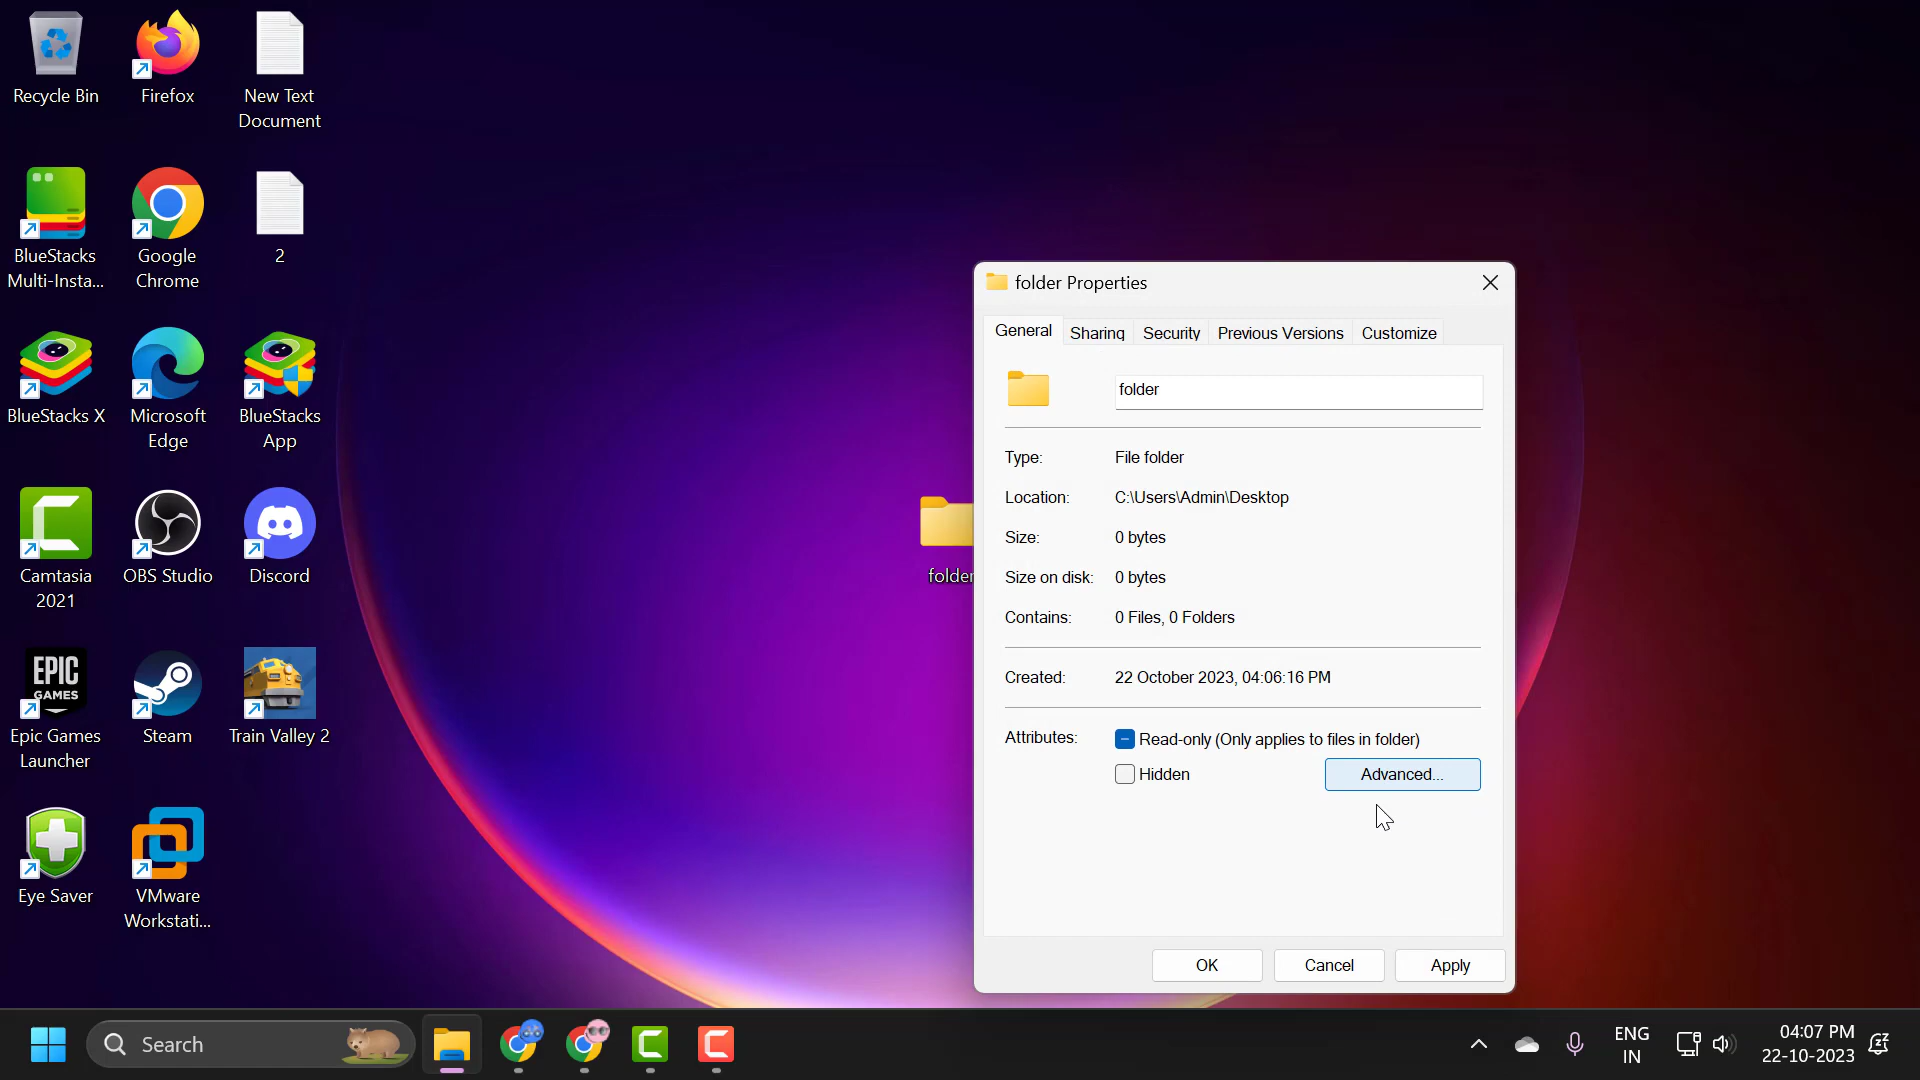 Recycle Bin
Firefox
New Text
Document
BlueStacks
Multi-Insta...
Google
Chrome
2
BlueStacks X
Microsoft
Edge
BlueStacks
App
Camtasia
2021
OBS Studio
Discord
EPIC
GAMES
Epic Games
Launcher
Steam
Train Valley 2
Eye Saver
VMware
Workstati...
folder
folder Properties
General
Sharing
Security
Previous Versions
Customize
folder
Type:
File folder
Location:
C:\Users\Admin\Desktop
Size:
0 bytes
Size on disk:
0 bytes
Contains:
0 Files, 0 Folders
Created:
22 October 2023, 04:06:16 PM
Attributes:
Read-only (Only applies to files in folder)
Hidden
Advanced...
OK
Cancel
Apply
Search
ENG
IN
04:07 PM
22-10-2023